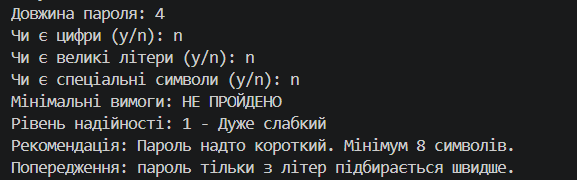 Довжина пароля: 4
Чи є цифри (y/n): n
Чи є великі літери (y/n): n
Чи є спеціальні символи (y/n): n
Мінімальні вимоги: НЕ ПРОЙДЕНО
Рівень надійності: 1 - Дуже слабкий
Рекомендація: Пароль надто короткий. Мінімум 8 символів.
Попередження: пароль тільки з літер підбирається швидше.